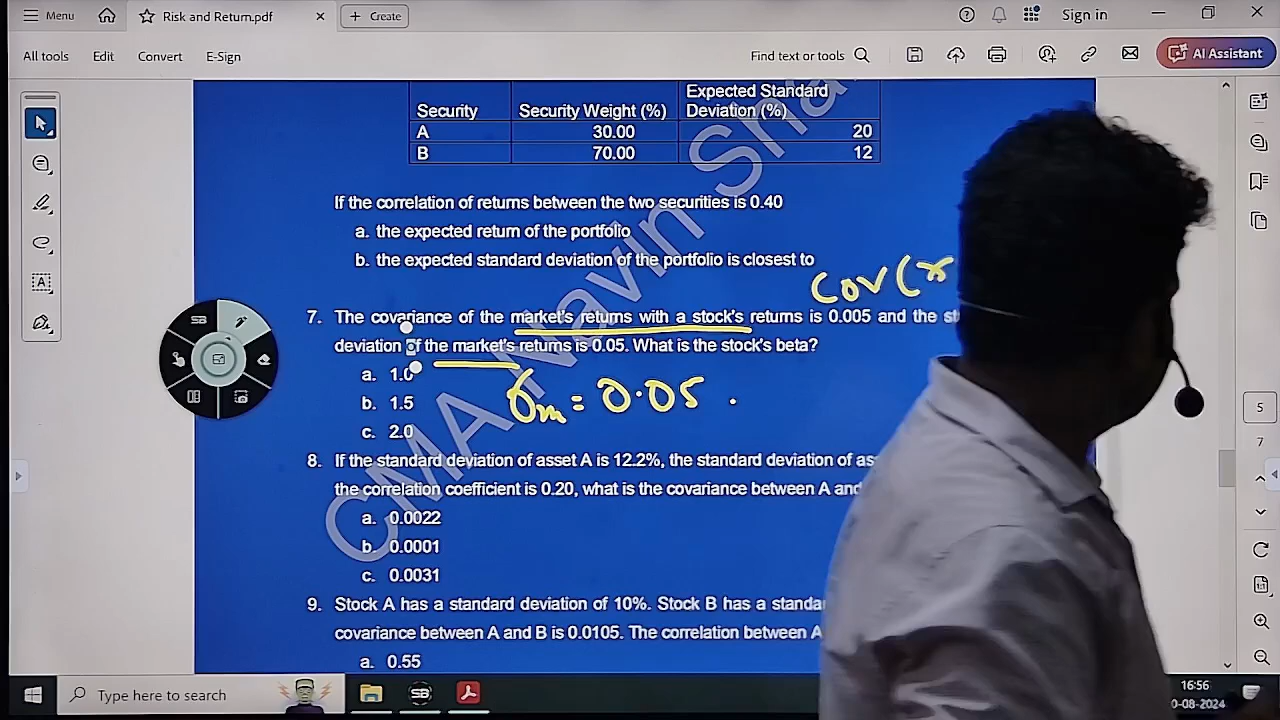 Menu
Risk and Return.pdf
Create
Sign in
All tools
Edit
Convert
E-Sign
Find text or tools
AI Assistant
Security Security Weight (%) Expected Standard Deviation (%)
A 30.00 20
B 70.00 12
If the correlation of returns between the two securities is 0.40
a. the expected return of the portfolio
b. the expected standard deviation of the portfolio is closest to
COV (x
7. The covariance of the market's returns with a stock's returns is 0.005 and the
deviation of the market's returns is 0.05. What is the stock's beta?
a. 1.0
b. 1.5
c. 2.0
σm = 0.05 .
8. If the standard deviation of asset A is 12.2%, the standard deviation of
the correlation coefficient is 0.20, what is the covariance between A and
a. 0.0022
b. 0.0001
c. 0.0031
9. Stock A has a standard deviation of 10%. Stock B has a
covariance between A and B is 0.0105. The correlation between A
a. 0.55
CMA Navin
5
7
SB
Type here to search
SB
16:56
0-08-2024